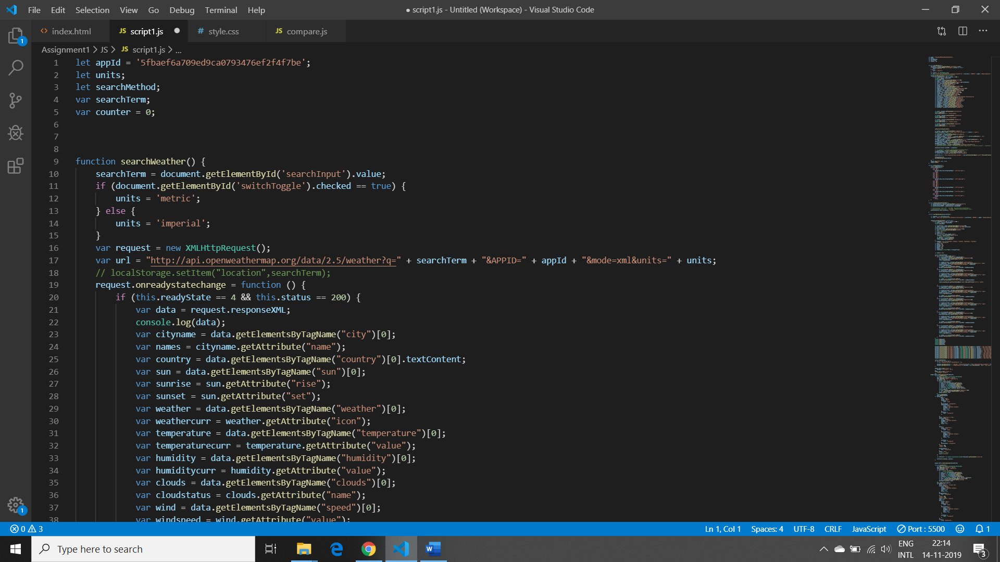 File Edit Selection View Go Debug Terminal Help
● script1.js - Untitled (Workspace) - Visual Studio Code
<> index.html
JS script1.js ●
# style.css
JS compare.js
Assignment1 > JS > JS script1.js > ...
1 let appId = '5fbaef6a709ed9ca0793476ef2f4f7be';
2 let units;
3 let searchMethod;
4 var searchTerm;
5 var counter = 0;
6
7
8
9 function searchWeather() {
10 searchTerm = document.getElementById('searchInput').value;
11 if (document.getElementById('switchToggle').checked == true) {
12 units = 'metric';
13 } else {
14 units = 'imperial';
15 }
16 var request = new XMLHttpRequest();
17 var url = "http://api.openweathermap.org/data/2.5/weather?q=" + searchTerm + "&APPID=" + appId + "&mode=xml&units=" + units;
18 // localStorage.setItem("location",searchTerm);
19 request.onreadystatechange = function () {
20 if (this.readyState == 4 && this.status == 200) {
21 var data = request.responseXML;
22 console.log(data);
23 var cityname = data.getElementsByTagName("city")[0];
24 var names = cityname.getAttribute("name");
25 var country = data.getElementsByTagName("country")[0].textContent;
26 var sun = data.getElementsByTagName("sun")[0];
27 var sunrise = sun.getAttribute("rise");
28 var sunset = sun.getAttribute("set");
29 var weather = data.getElementsByTagName("weather")[0];
30 var weathercurr = weather.getAttribute("icon");
31 var temperature = data.getElementsByTagName("temperature")[0];
32 var temperaturecurr = temperature.getAttribute("value");
33 var humidity = data.getElementsByTagName("humidity")[0];
34 var humiditycurr = humidity.getAttribute("value");
35 var clouds = data.getElementsByTagName("clouds")[0];
36 var cloudstatus = clouds.getAttribute("name");
37 var wind = data.getElementsByTagName("speed")[0];
38 var windspeed = wind.getAttribute("value");
1
1
0 3
Ln 1, Col 1 Spaces: 4 UTF-8 CRLF JavaScript Port : 5500 1
Type here to search
ENG
INTL
22:14
14-11-2019
3